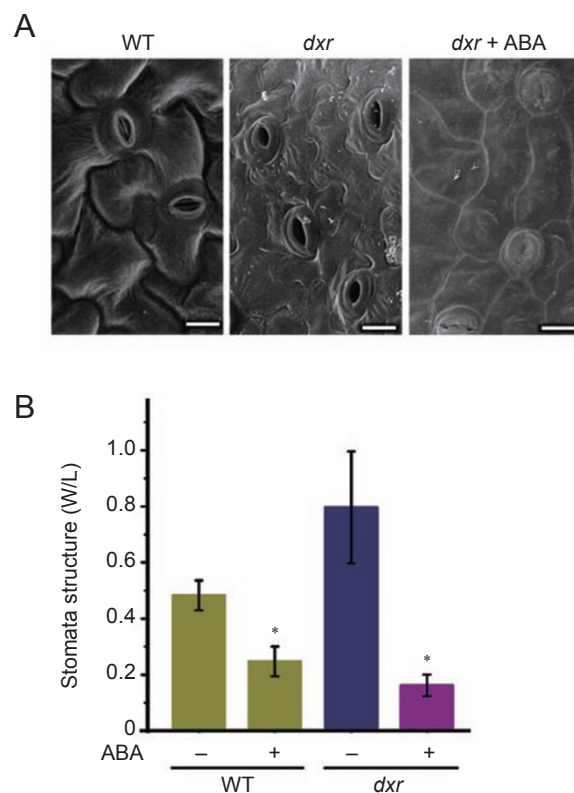 A
WT
dxr
dxr + ABA
B
Stomata structure (W/L)
1.0
0.8
0.6
0.4
0.2
0
*
*
ABA – + – +
WT
dxr